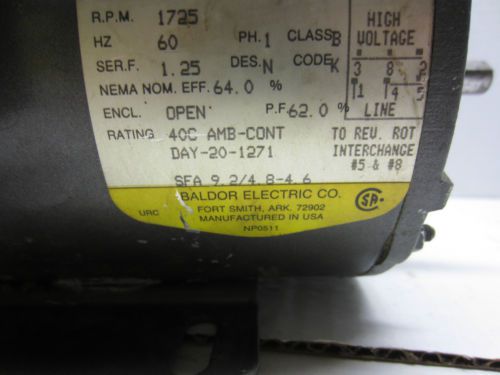 R.P.M. 1725
HZ 60 PH. 1 CLASS B
SER.F. 1.25 DES. N CODE K
NEMA NOM. EFF. 64.0 %
ENCL. OPEN P.F. 62.0 %
RATING 40C AMB-CONT
DAY-20-1271
SFA 9.2/4.8-4.6
HIGH
VOLTAGE
3 8 2
1 4
LINE
TO REV. ROT
INTERCHANGE
#5 & #8
BALDOR ELECTRIC CO.
FORT SMITH, ARK. 72902
MANUFACTURED IN USA
NP0511
URC
SA